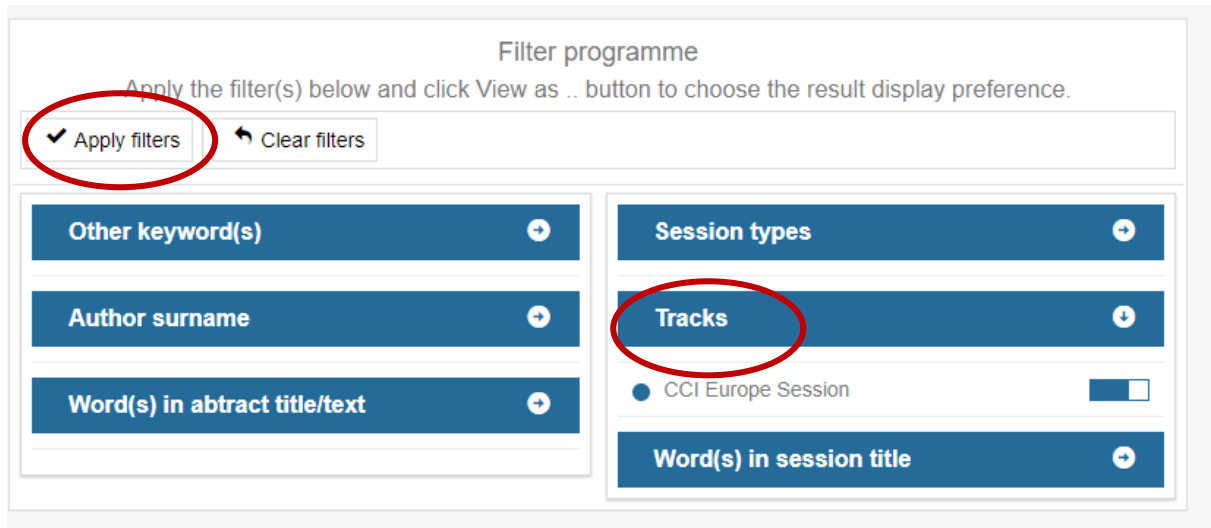 Filter programme
Apply the filter(s) below and click View as .. button to choose the result display preference.
Apply filters
Clear filters
Other keyword(s)
Author surname
Word(s) in abtract title/text
Session types
Tracks
CCI Europe Session
Word(s) in session title